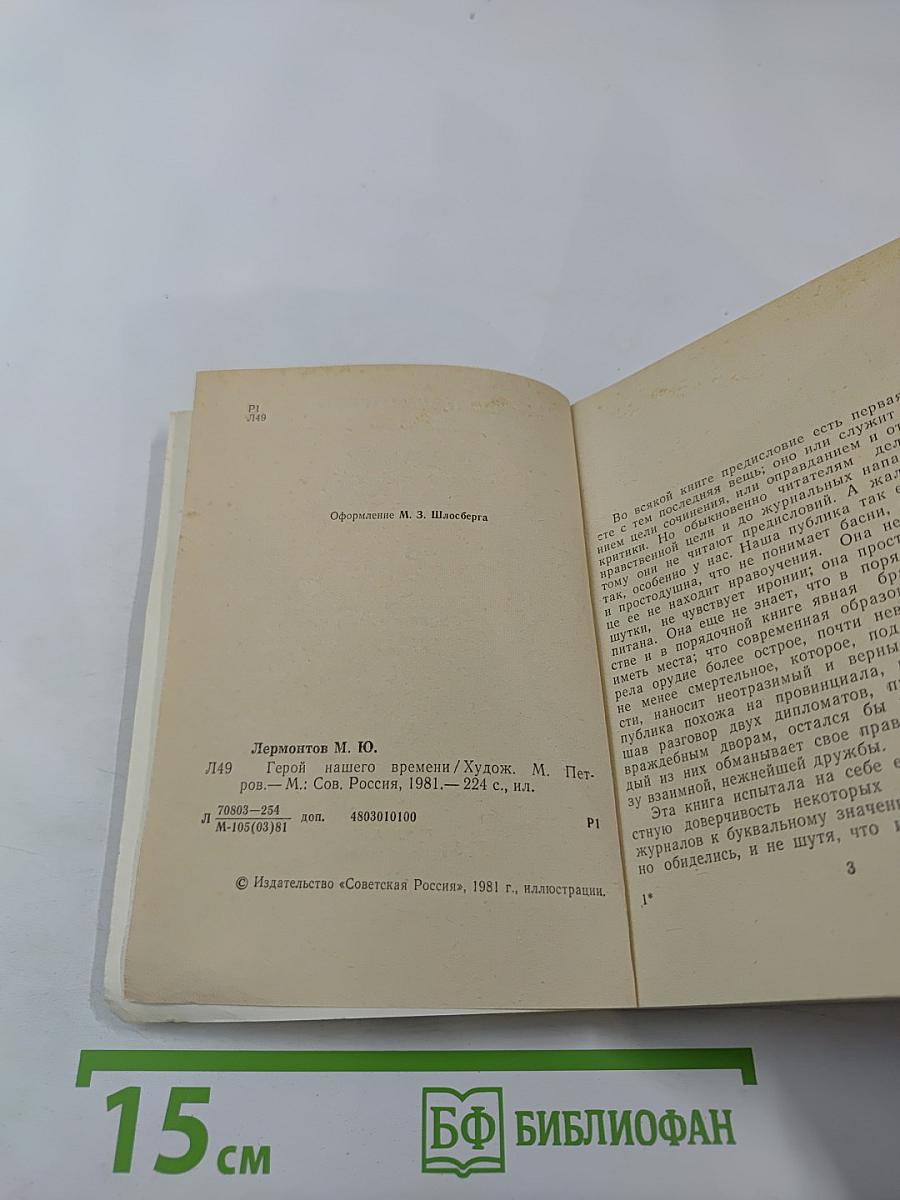 Р1
Л49
Оформление М. З. Шлосберга
Лермонтов М. Ю.
Л49 Герой нашего времени/Худож. М. Пет-
ров.— М.: Сов. Россия, 1981.— 224 с., ил.
Л 70803—254
М-105(03)81 доп. 4803010100
Р1
© Издательство «Советская Россия», 1981 г., иллюстрации.
Во всякой книге предисловие есть первая
сте с тем последняя вещь; оно или служит
нием цели сочинения, или оправданием и от
критики. Но обыкновенно читателям дел
нравственной цели и до журнальных напа
тому они не читают предисловий. А жал
так, особенно у нас. Наша публика так е
и простодушна, что не понимает басни,
це ее не находит нравоучения. Она не
шутки, не чувствует иронии; она прост
питана. Она еще не знает, что в поря
стве и в порядочной книге явная бра
иметь места; что современная образо
рела орудие более острое, почти нев
не менее смертельное, которое, под
сти, наносит неотразимый и верны
публика похожа на провинциала,
шав разговор двух дипломатов, п
враждебным дворам, остался бы
дый из них обманывает свое прав
зу взаимной, нежнейшей дружбы.
Эта книга испытала на себе е
стную доверчивость некоторых
журналов к буквальному значени
но обиделись, и не шутя, что и
3
1*
15 см
БФ БИБЛИОФАН